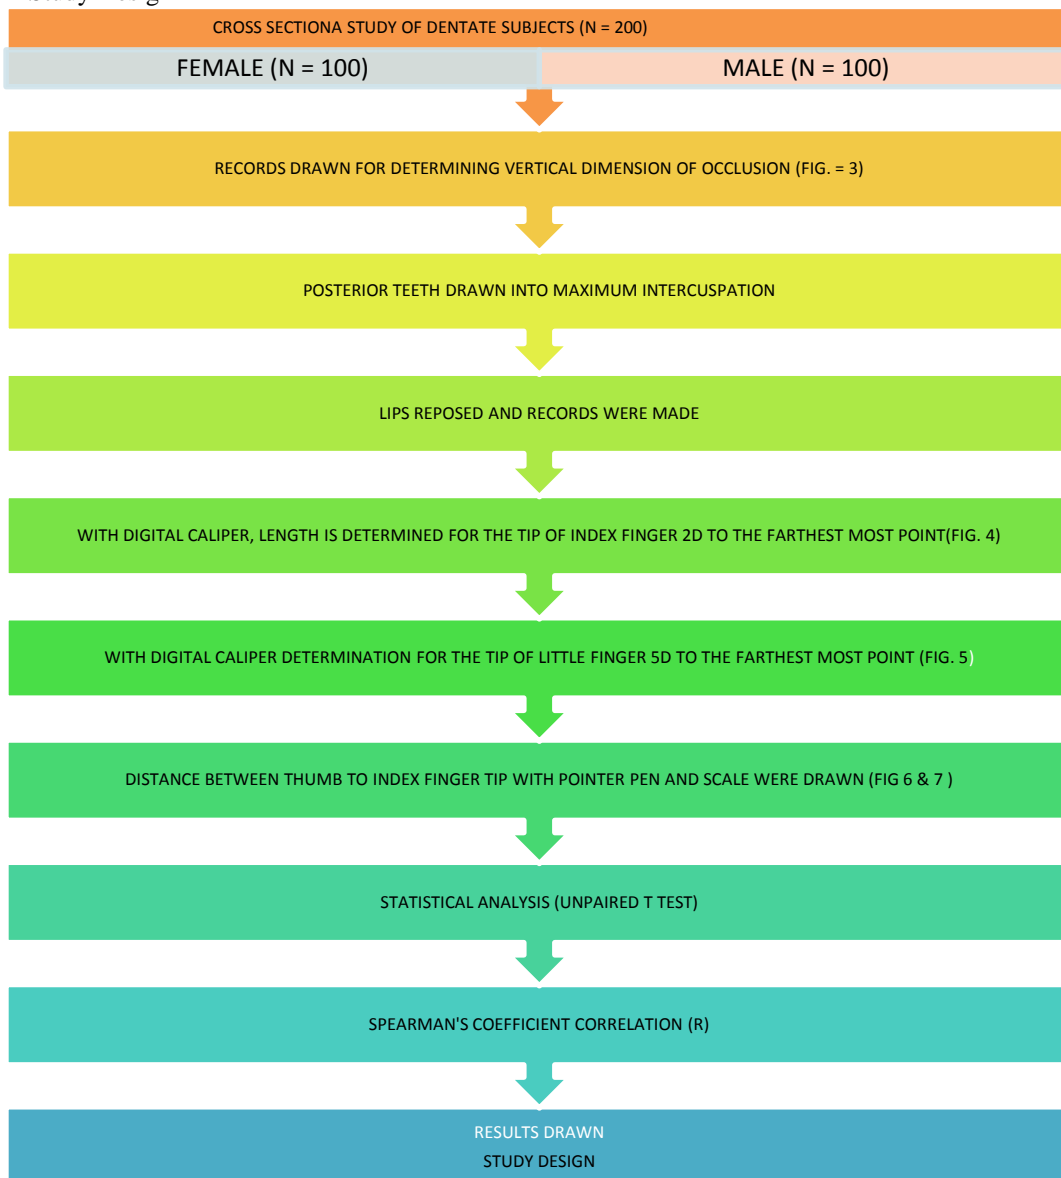 CROSS SECTIONA STUDY OF DENTATE SUBJECTS (N = 200)
FEMALE (N = 100)
MALE (N = 100)
RECORDS DRAWN FOR DETERMINING VERTICAL DIMENSION OF OCCLUSION (FIG. = 3)
POSTERIOR TEETH DRAWN INTO MAXIMUM INTERCUSPATION
LIPS REPOSED AND RECORDS WERE MADE
WITH DIGITAL CALIPER, LENGTH IS DETERMINED FOR THE TIP OF INDEX FINGER 2D TO THE FARTHEST MOST POINT(FIG. 4)
WITH DIGITAL CALIPER DETERMINATION FOR THE TIP OF LITTLE FINGER 5D TO THE FARTHEST MOST POINT (FIG. 5)
DISTANCE BETWEEN THUMB TO INDEX FINGER TIP WITH POINTER PEN AND SCALE WERE DRAWN (FIG 6 & 7 )
STATISTICAL ANALYSIS (UNPAIRED T TEST)
SPEARMAN'S COEFFICIENT CORRELATION (R)
RESULTS DRAWN
STUDY DESIGN